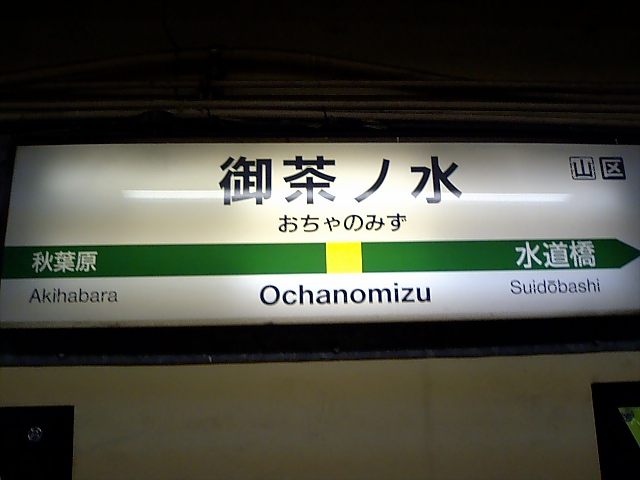 御茶ノ水
山区
おちゃのみず
秋葉原
水道橋
Akihabara
Ochanomizu
Suidōbashi